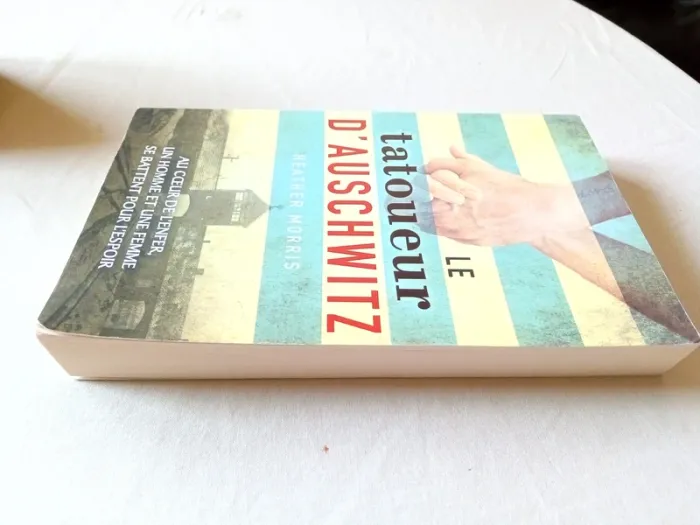 LE
tatoueur
D'AUSCHWITZ
HEATHER MORRIS
AU CŒUR DE L'ENFER,
UN HOMME ET UNE FEMME
SE BATTENT POUR L'ESPOIR